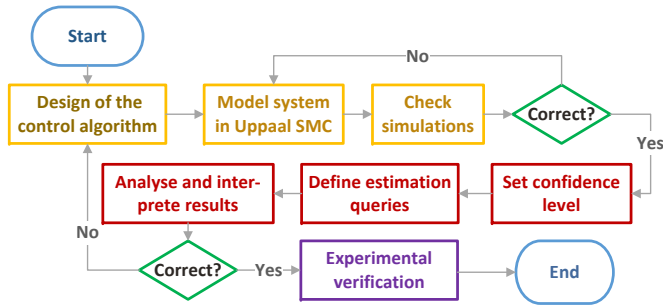 Start
No
Design of the
control algorithm
Model system
in Uppaal SMC
Check
simulations
Correct?
Yes
Analyse and inter-
prete results
Define estimation
queries
Set confidence
level
No
Correct?
Yes
Experimental
verification
End